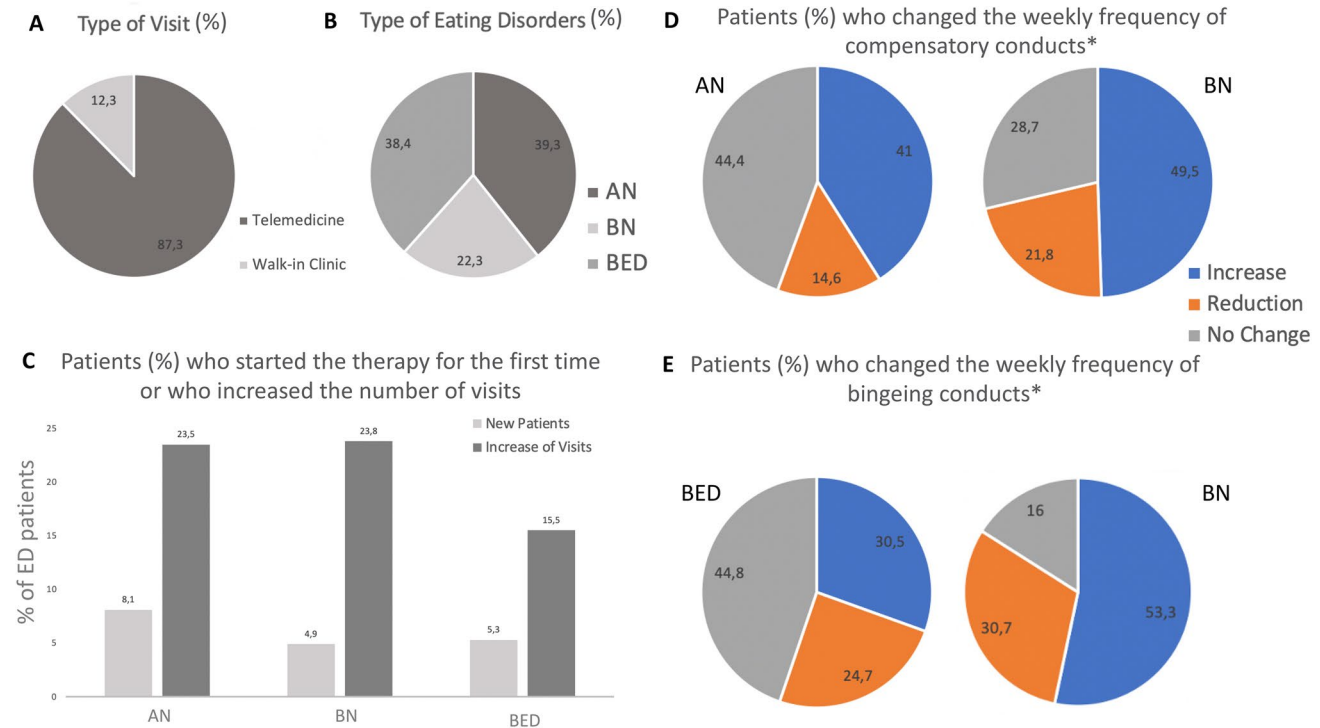 A Type of Visit (%)
12,3
87,3
Telemedicine
Walk-in Clinic
B Type of Eating Disorders (%)
38,4
39,3
22,3
AN
BN
BED
C Patients (%) who started the therapy for the first time
or who increased the number of visits
New Patients
Increase of Visits
% of ED patients
25
20
15
10
5
0
8,1
23,5
4,9
23,8
5,3
15,5
AN
BN
BED
D Patients (%) who changed the weekly frequency of
compensatory conducts*
AN
44,4
41
14,6
BN
28,7
49,5
21,8
Increase
Reduction
No Change
E Patients (%) who changed the weekly frequency of
bingeing conducts*
BED
30,5
44,8
24,7
BN
16
53,3
30,7